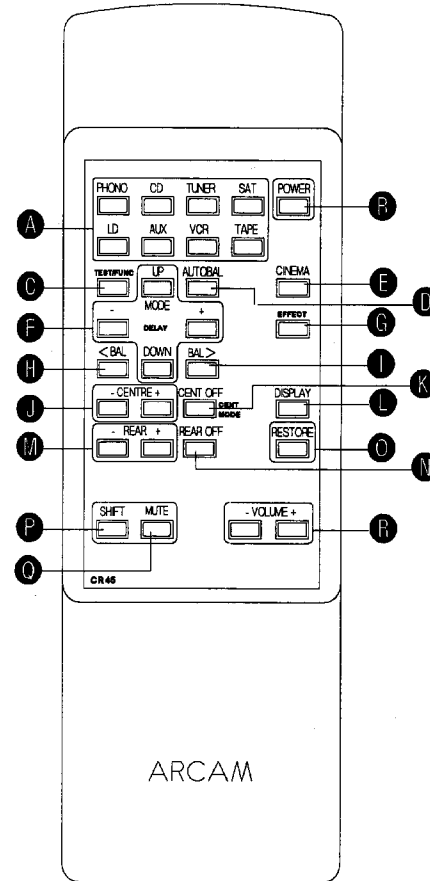 PHONO CD TUNER SAT POWER
A R
LD AUX VCR TAPE
C TEST/FUNC UP AUTOBAL CINEMA E
D
F - MODE + EFFECT G
DELAY
< BAL DOWN BAL >
H I
K
J - CENTRE + CENT OFF DISPLAY L
CENT
MODE
M - REAR + REAR OFF RESTORE O
N
P SHIFT MUTE - VOLUME + R
Q
CR45
ARCAM